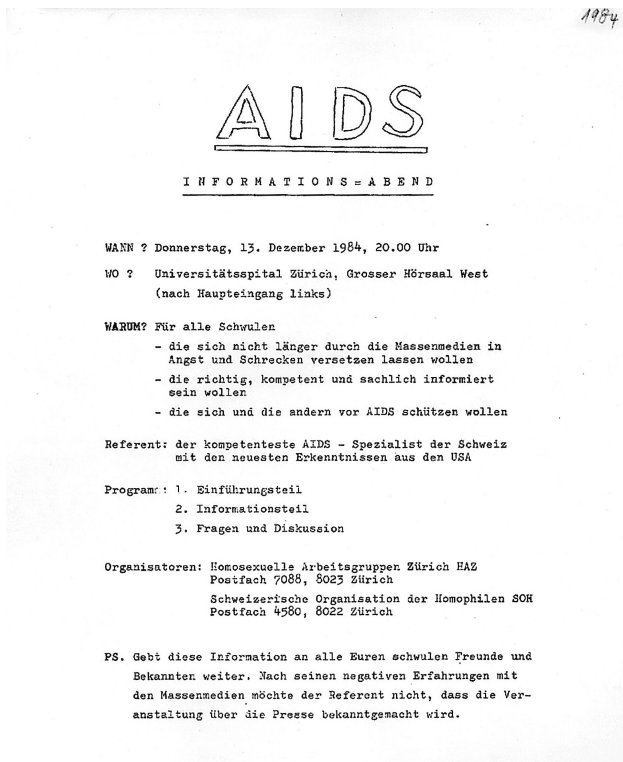 1984
AIDS
INFORMATIONS=ABEND
WANN ? Donnerstag, 13. Dezember 1984, 20.00 Uhr
WO ? Universitätsspital Zürich, Grosser Hörsaal West
(nach Haupteingang links)
WARUM? Für alle Schwulen
- die sich nicht länger durch die Massenmedien in
Angst und Schrecken versetzen lassen wollen
- die richtig, kompetent und sachlich informiert
sein wollen
- die sich und die andern vor AIDS schützen wollen
Referent: der kompetenteste AIDS - Spezialist der Schweiz
mit den neuesten Erkenntnissen aus den USA
Programm: 1. Einführungsteil
2. Informationsteil
3. Fragen und Diskussion
Organisatoren: Homosexuelle Arbeitsgruppen Zürich HAZ
Postfach 7088, 8023 Zürich
Schweizerische Organisation der Homophilen SOH
Postfach 4580, 8022 Zürich
PS. Gebt diese Information an alle Euren schwulen Freunde und
Bekannten weiter. Nach seinen negativen Erfahrungen mit
den Massenmedien möchte der Referent nicht, dass die Ver-
anstaltung über die Presse bekanntgemacht wird.